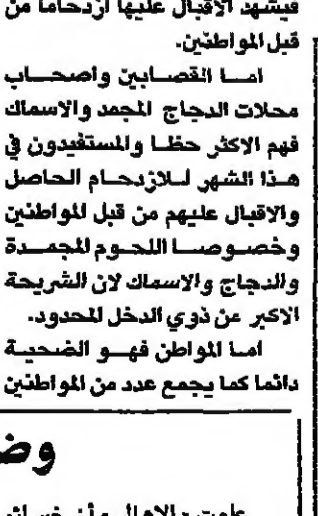 فيشهد الاقبال عليها ازدحاما من
قبل المواطنين.
اما القصابين واصحاب
محلات الدجاج المجمد والاسماك
فهم الاكثر حظا والمستفيدون في
هذا الشهر للازدحام الحاصل
والاقبال عليهم من قبل المواطنين
وخصوصا اللحوم المجمدة
والدجاج والاسماك لان الشريحة
الاكبر من ذوي الدخل المحدود.
اما المواطن فهو الضحية
دائما كما يجمع عدد من المواطنين